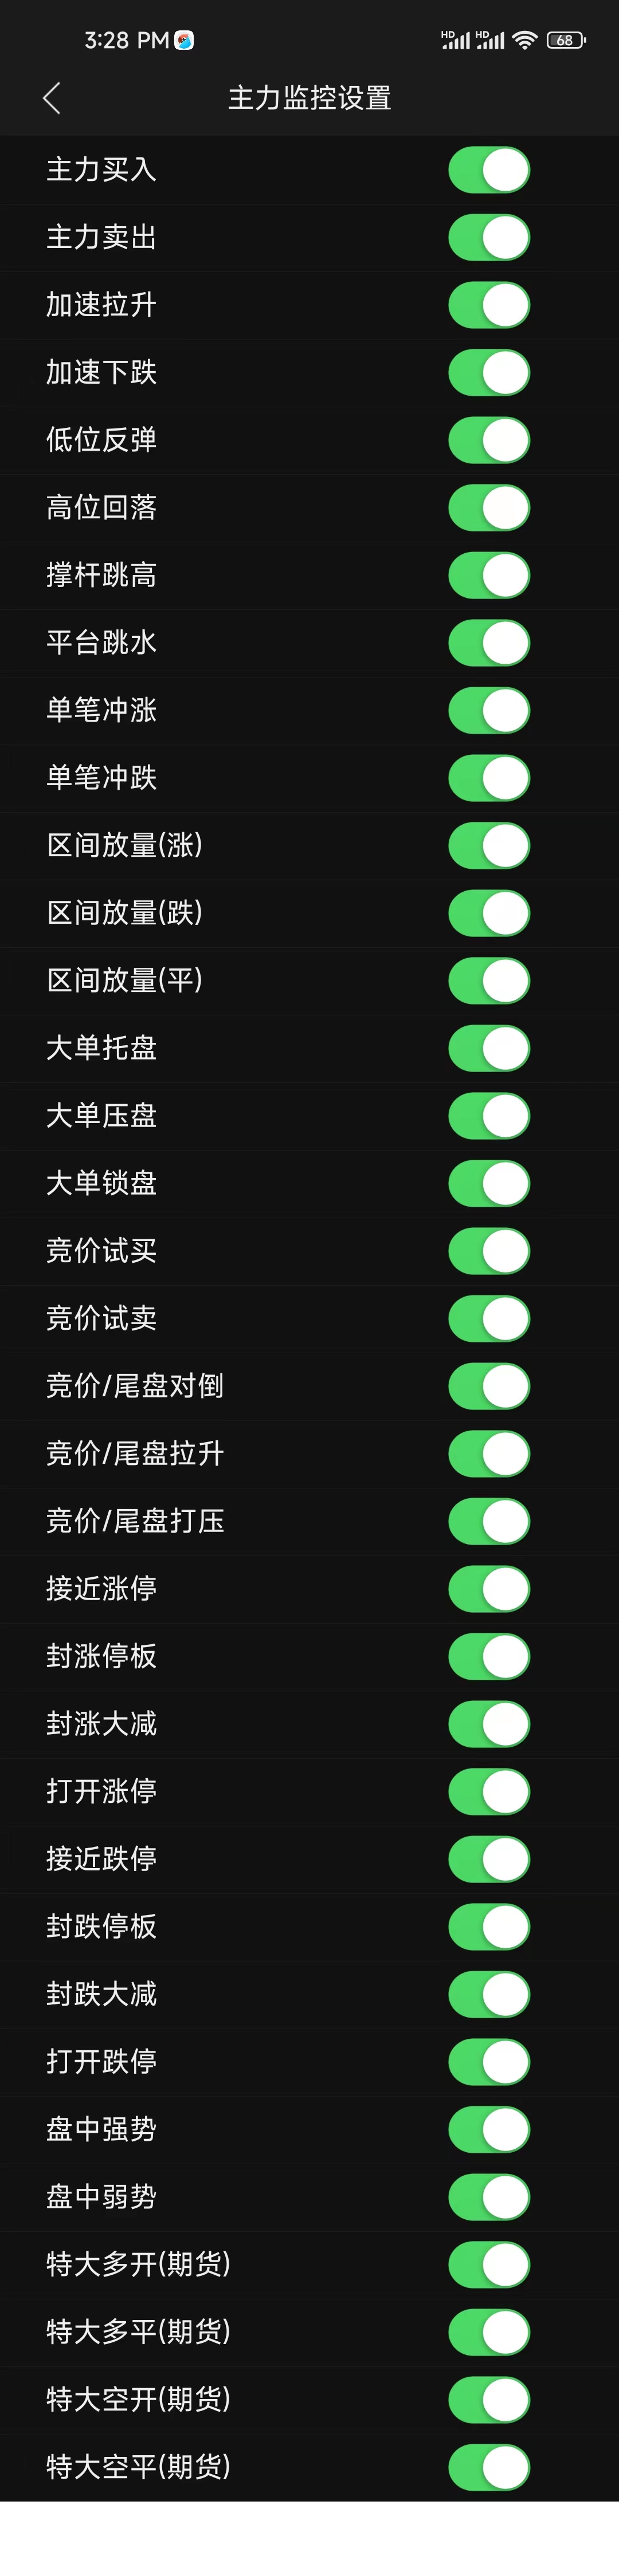 3:28 PM
HD HD 68
主力监控设置
主力买入
主力卖出
加速拉升
加速下跌
低位反弹
高位回落
撑杆跳高
平台跳水
单笔冲涨
单笔冲跌
区间放量(涨)
区间放量(跌)
区间放量(平)
大单托盘
大单压盘
大单锁盘
竞价试买
竞价试卖
竞价/尾盘对倒
竞价/尾盘拉升
竞价/尾盘打压
接近涨停
封涨停板
封涨大减
打开涨停
接近跌停
封跌停板
封跌大减
打开跌停
盘中强势
盘中弱势
特大多开(期货)
特大多平(期货)
特大空开(期货)
特大空平(期货)